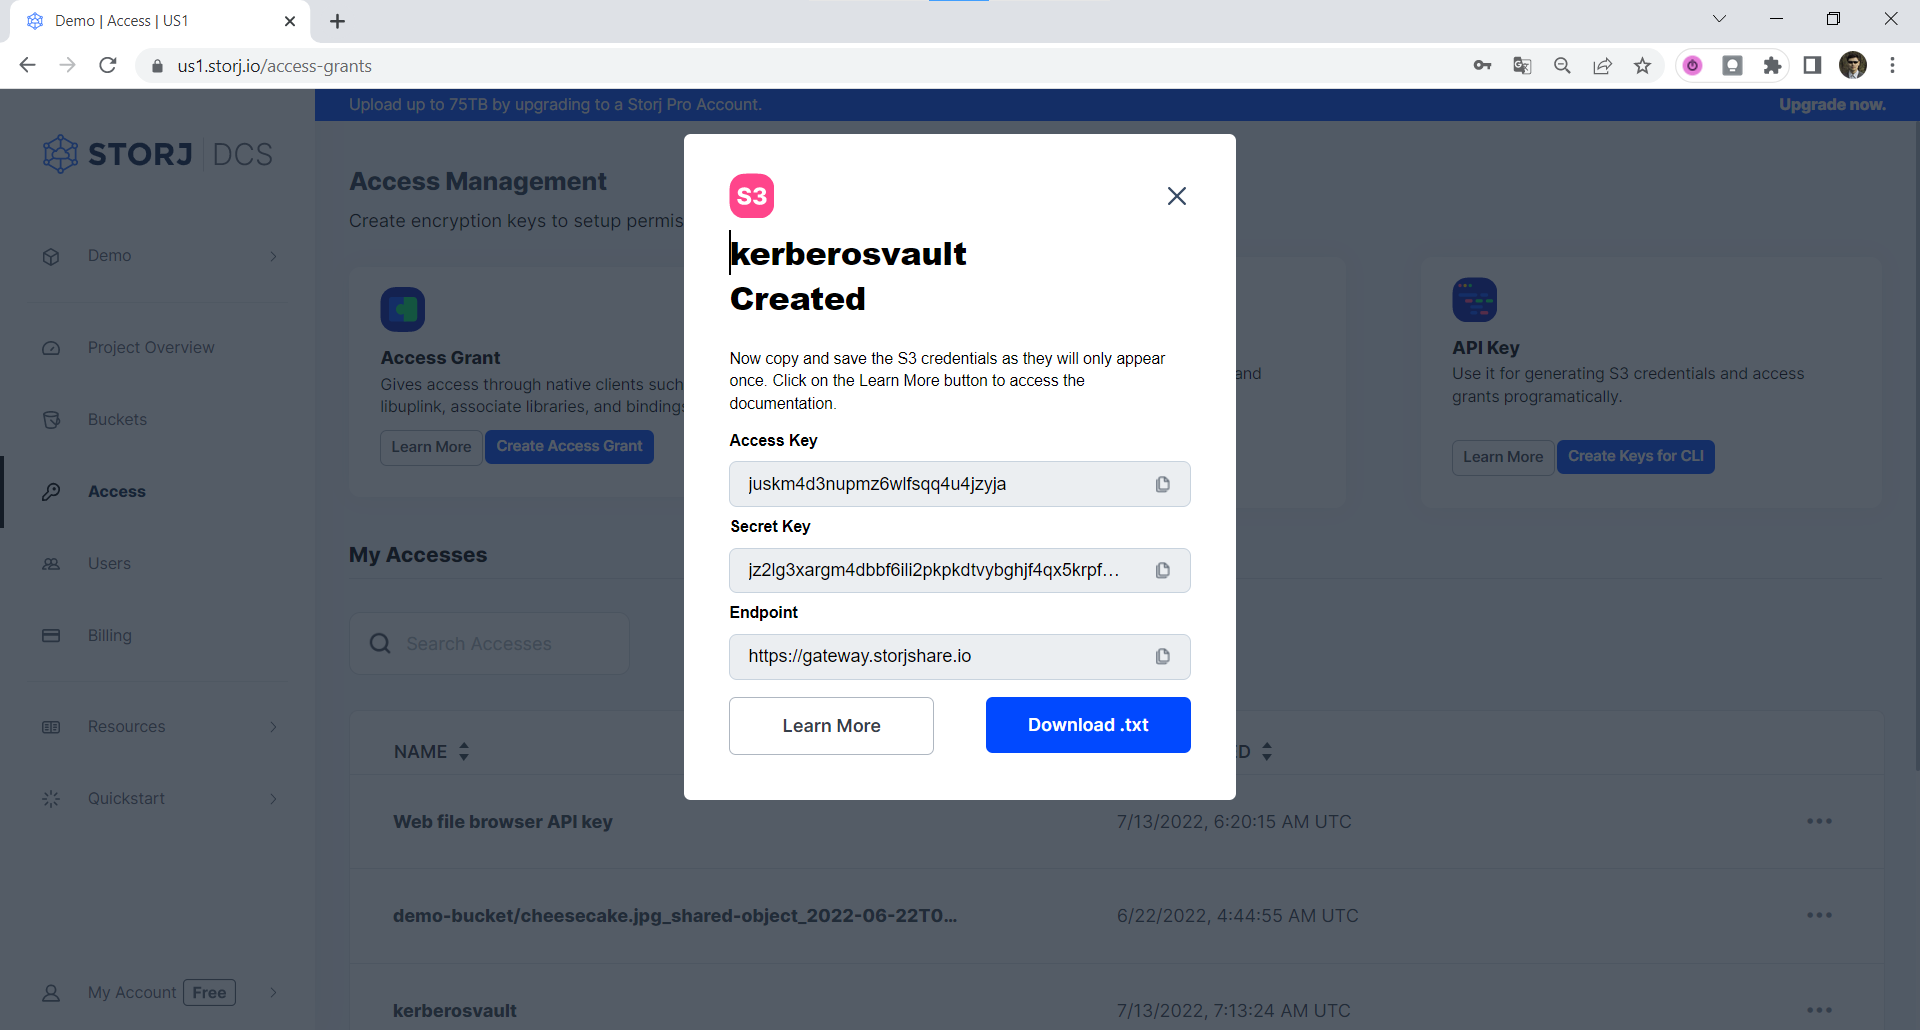 Demo | Access | US1
us1.storj.io/access-grants
Upload up to 75TB by upgrading to a Storj Pro Account.
Upgrade now.
STORJ DCS
Demo
Project Overview
Buckets
Access
Users
Billing
Resources
Quickstart
My Account Free
Access Management
Create encryption keys to setup permis
Access Grant
Gives access through native clients such
libuplink, associate libraries, and bindings
Learn More
Create Access Grant
and
API Key
Use it for generating S3 credentials and access
grants programatically.
Learn More
Create Keys for CLI
S3
kerberosvault
Created
Now copy and save the S3 credentials as they will only appear
once. Click on the Learn More button to access the
documentation.
Access Key
juskm4d3nupmz6wlfsqq4u4jzyja
Secret Key
jz2lg3xargm4dbbf6ili2pkpkdtvybghjf4qx5krpf...
Endpoint
https://gateway.storjshare.io
Learn More
Download .txt
My Accesses
Search Accesses
NAME
ED
Web file browser API key
7/13/2022, 6:20:15 AM UTC
demo-bucket/cheesecake.jpg_shared-object_2022-06-22T0...
6/22/2022, 4:44:55 AM UTC
kerberosvault
7/13/2022, 7:13:24 AM UTC